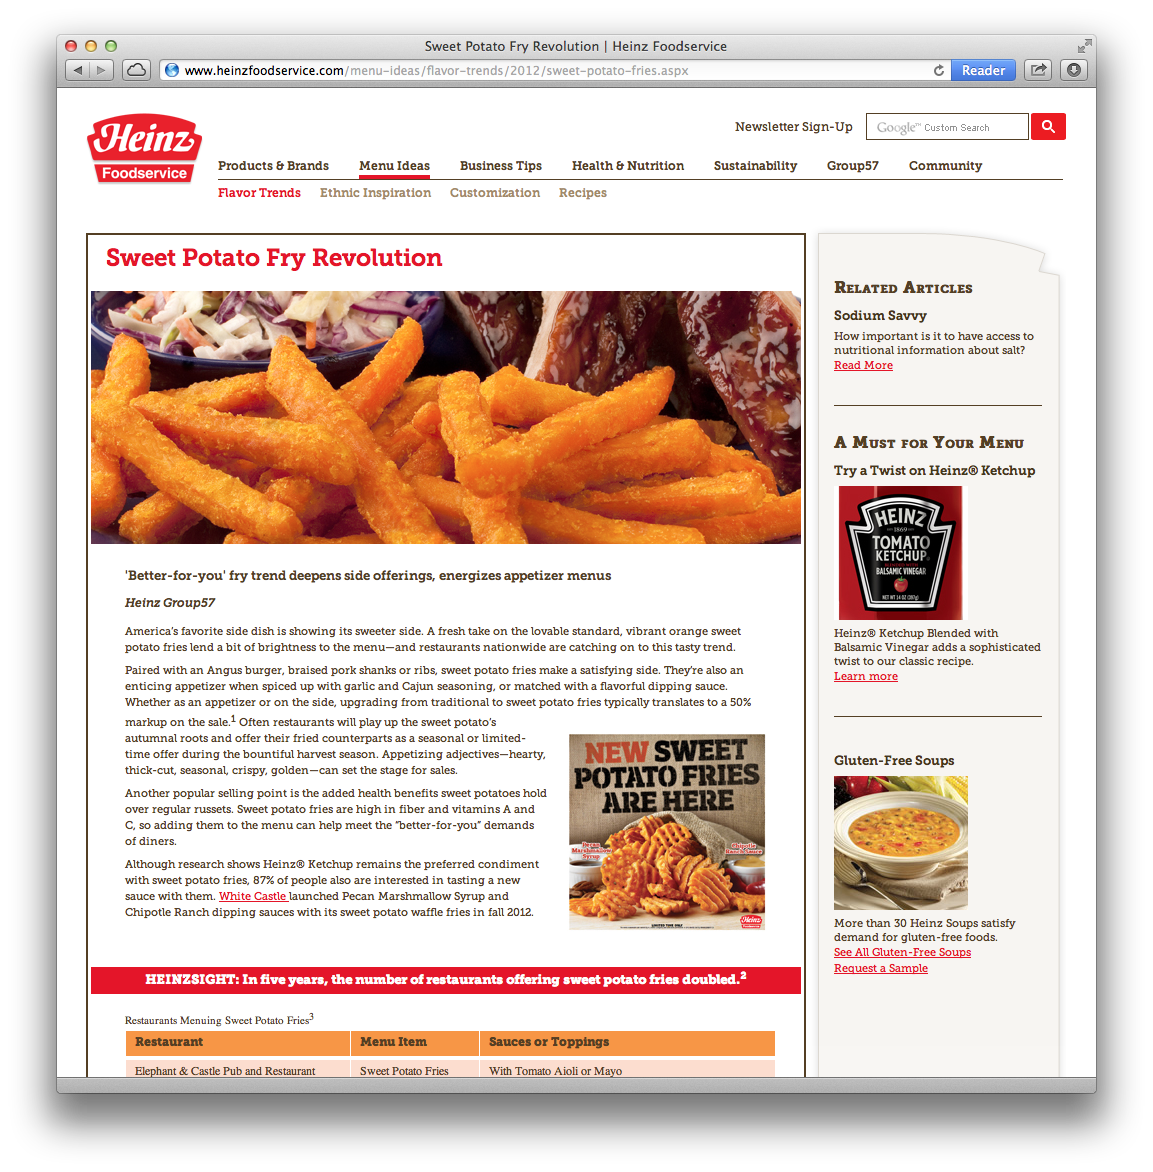 Sweet Potato Fry Revolution | Heinz Foodservice
www.heinzfoodservice.com/menu-ideas/flavor-trends/2012/sweet-potato-fries.aspx
Reader
Heinz
Foodservice
Newsletter Sign-Up
Google™ Custom Search
Products & Brands
Menu Ideas
Business Tips
Health & Nutrition
Sustainability
Group57
Community
Flavor Trends
Ethnic Inspiration
Customization
Recipes
Sweet Potato Fry Revolution
'Better-for-you' fry trend deepens side offerings, energizes appetizer menus
Heinz Group57
America's favorite side dish is showing its sweeter side. A fresh take on the lovable standard, vibrant orange sweet
potato fries lend a bit of brightness to the menu—and restaurants nationwide are catching on to this tasty trend.
Paired with an Angus burger, braised pork shanks or ribs, sweet potato fries make a satisfying side. They're also an
enticing appetizer when spiced up with garlic and Cajun seasoning, or matched with a flavorful dipping sauce.
Whether as an appetizer or on the side, upgrading from traditional to sweet potato fries typically translates to a 50%
markup on the sale.1 Often restaurants will play up the sweet potato's
autumnal roots and offer their fried counterparts as a seasonal or limited-
time offer during the bountiful harvest season. Appetizing adjectives—hearty,
thick-cut, seasonal, crispy, golden—can set the stage for sales.
Another popular selling point is the added health benefits sweet potatoes hold
over regular russets. Sweet potato fries are high in fiber and vitamins A and
C, so adding them to the menu can help meet the "better-for-you" demands
of diners.
Although research shows Heinz® Ketchup remains the preferred condiment
with sweet potato fries, 87% of people also are interested in tasting a new
sauce with them. White Castle launched Pecan Marshmallow Syrup and
Chipotle Ranch dipping sauces with its sweet potato waffle fries in fall 2012.
NEW SWEET
POTATO FRIES
ARE HERE
Pecan
Marshmallow
Syrup
Chipotle
Ranch Sauce
LIMITED TIME ONLY
Heinz
HEINZSIGHT: In five years, the number of restaurants offering sweet potato fries doubled.2
Restaurants Menuing Sweet Potato Fries3
Restaurant
Menu Item
Sauces or Toppings
Elephant & Castle Pub and Restaurant
Sweet Potato Fries
With Tomato Aioli or Mayo
Related Articles
Sodium Savvy
How important is it to have access to
nutritional information about salt?
Read More
A Must for Your Menu
Try a Twist on Heinz® Ketchup
HEINZ
1869
TOMATO
KETCHUP
BALSAMIC VINEGAR
NET WT 14 OZ (397g)
Heinz® Ketchup Blended with
Balsamic Vinegar adds a sophisticated
twist to our classic recipe.
Learn more
Gluten-Free Soups
More than 30 Heinz Soups satisfy
demand for gluten-free foods.
See All Gluten-Free Soups
Request a Sample